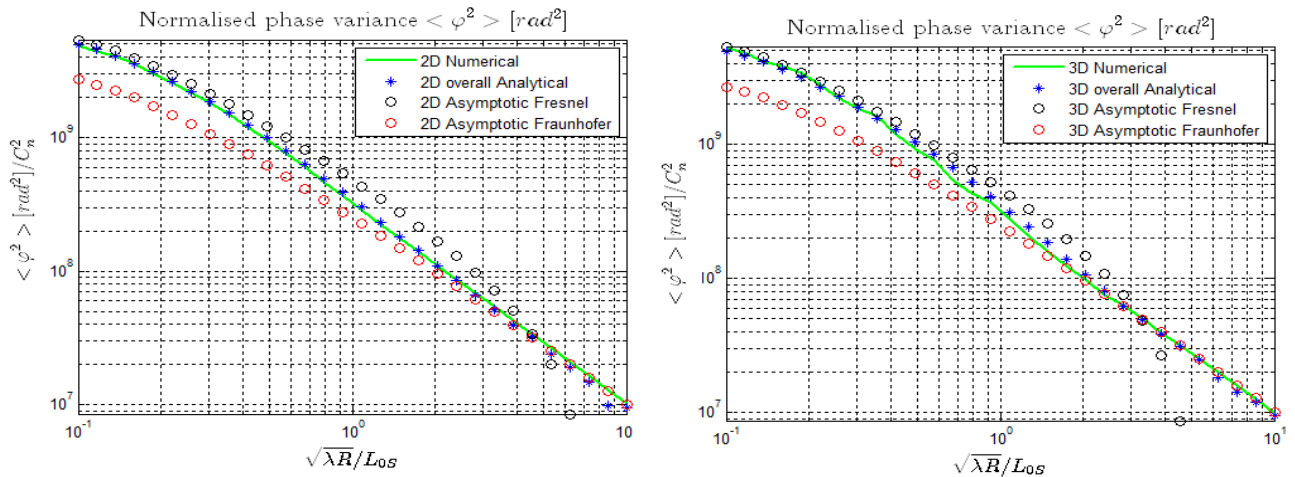 Normalised phase variance < φ² > [rad²]
2D Numerical
2D overall Analytical
2D Asymptotic Fresnel
2D Asymptotic Fraunhofer
< φ² > [rad²]/C²ₙ
10⁹
10⁸
10⁷
10⁻¹
10⁰
10
√λR/L₀S
Normalised phase variance < φ² > [rad²]
3D Numerical
3D overall Analytical
3D Asymptotic Fresnel
3D Asymptotic Fraunhofer
< φ² > [rad²]/C²ₙ
10⁹
10⁸
10⁷
10⁻¹
10⁰
10¹
√λR/L₀S